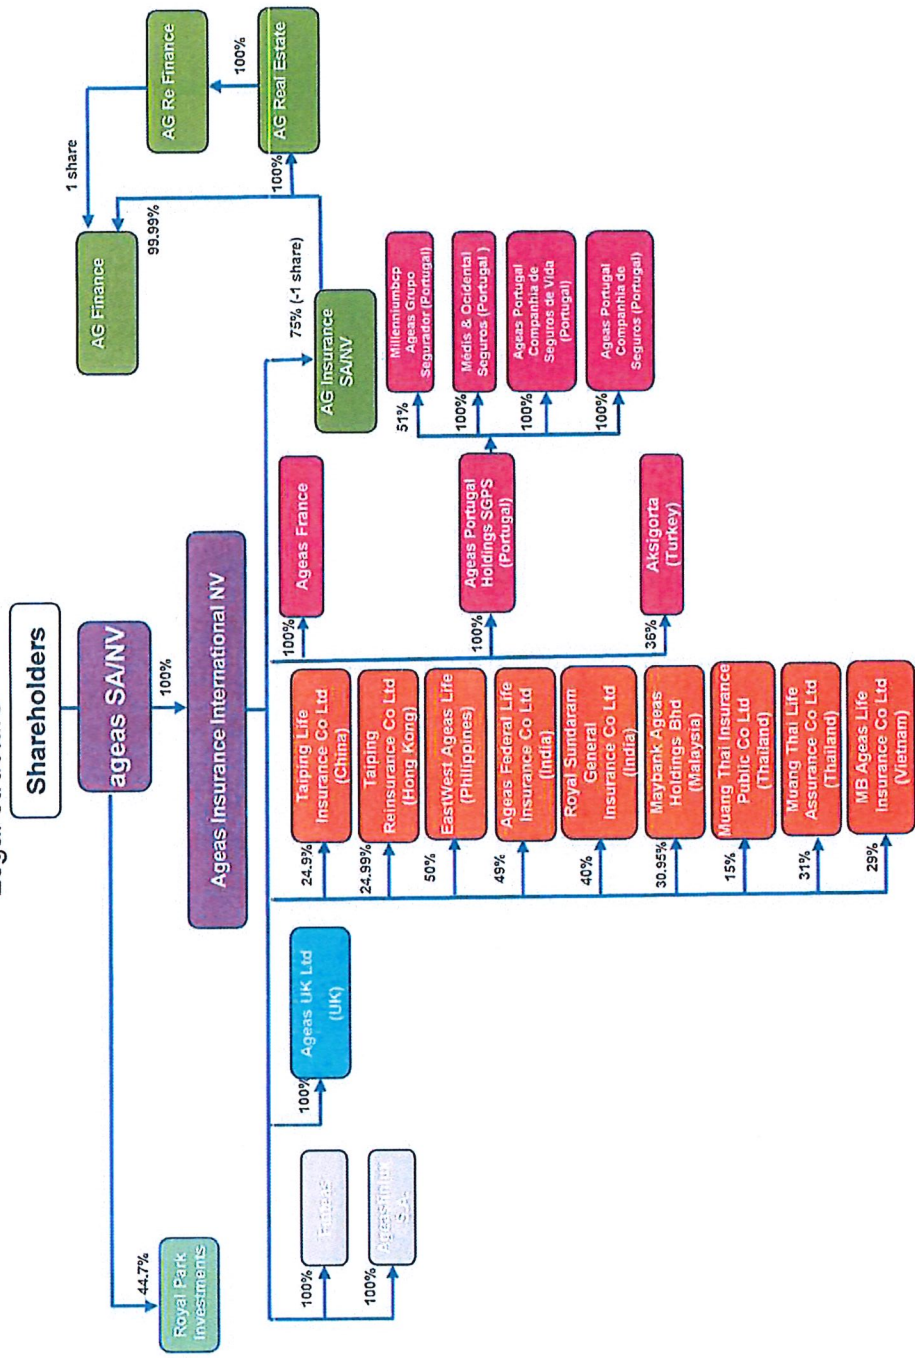 Shareholders
ageas SA/NV
44.7%
Royal Park
Investments
100%
Ageas Insurance International NV
100%
100%
Ageasfinlux
S.A.
100%
Ageas UK Ltd
(UK)
24.9%
Taiping Life
Insurance Co Ltd
(China)
24.99%
Taiping
Reinsurance Co Ltd
(Hong Kong)
50%
EastWest Ageas Life
(Philippines)
49%
Ageas Federal Life
Insurance Co Ltd
(India)
40%
Royal Sundaram
General
Insurance Co Ltd
(India)
30.95%
Maybank Ageas
Holdings Bhd
(Malaysia)
15%
Muang Thai Insurance
Public Co Ltd
(Thailand)
31%
Muang Thai Life
Assurance Co Ltd
(Thailand)
29%
MB Ageas Life
Insurance Co Ltd
(Vietnam)
100%
Ageas France
100%
Ageas Portugal
Holdings SGPS
(Portugal)
36%
Aksigorta
(Turkey)
51%
Millenniumbcp
Ageas Grupo
Segurador (Portugal)
100%
Médis & Ocidental
Seguros (Portugal )
100%
Ageas Portugal
Companhia de
Seguros de Vida
(Portugal)
100%
Ageas Portugal
Companhia de
Seguros (Portugal)
75% (-1 share)
AG Insurance
SA/NV
99.99%
AG Finance
1 share
AG Re Finance
100%
100%
AG Real Estate